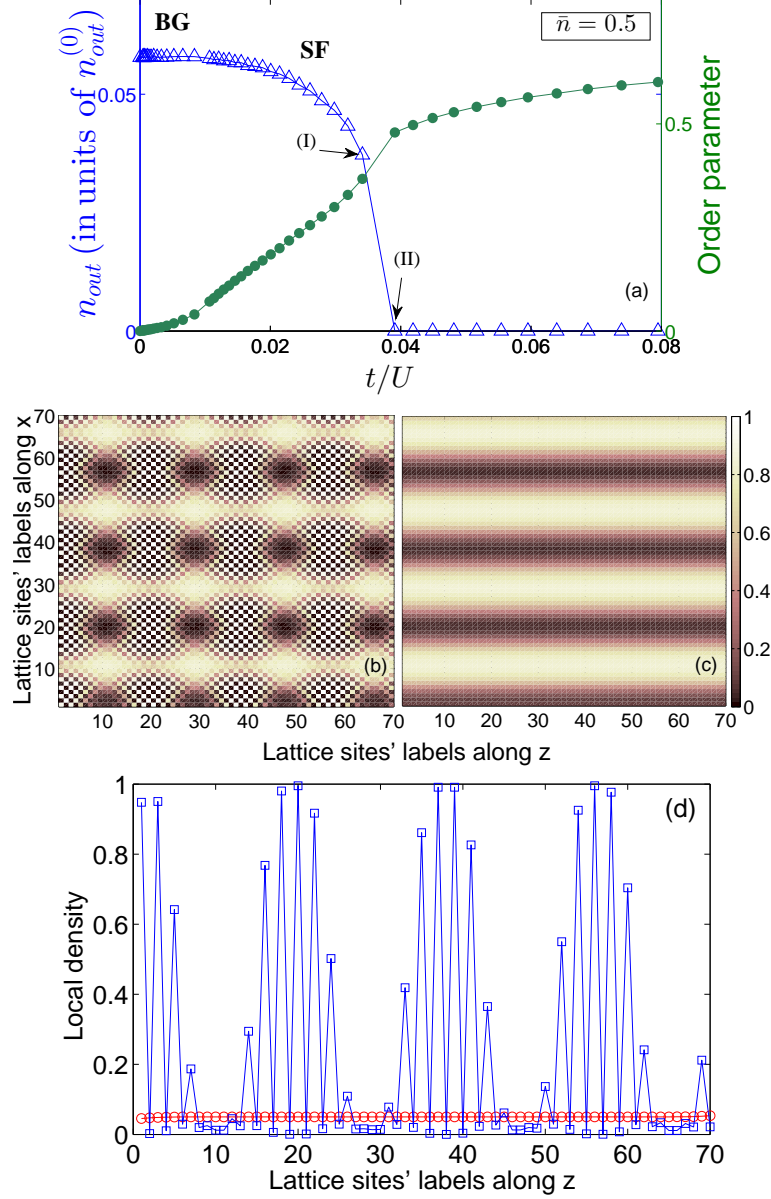 BG
SF
n̄ = 0.5
n_{out} (in units of n_{out}^{(0)})
0.05
0
(I)
(II)
(a)
0.5
0
Order parameter
0 0.02 0.04 0.06 0.08
t/U
Lattice sites' labels along x
70
60
50
40
30
20
10
(b)
(c)
1
0.8
0.6
0.4
0.2
0
10 20 30 40 50 60 70
10 20 30 40 50 60 70
Lattice sites' labels along z
(d)
Local density
1
0.8
0.6
0.4
0.2
0
0 10 20 30 40 50 60 70
Lattice sites' labels along z